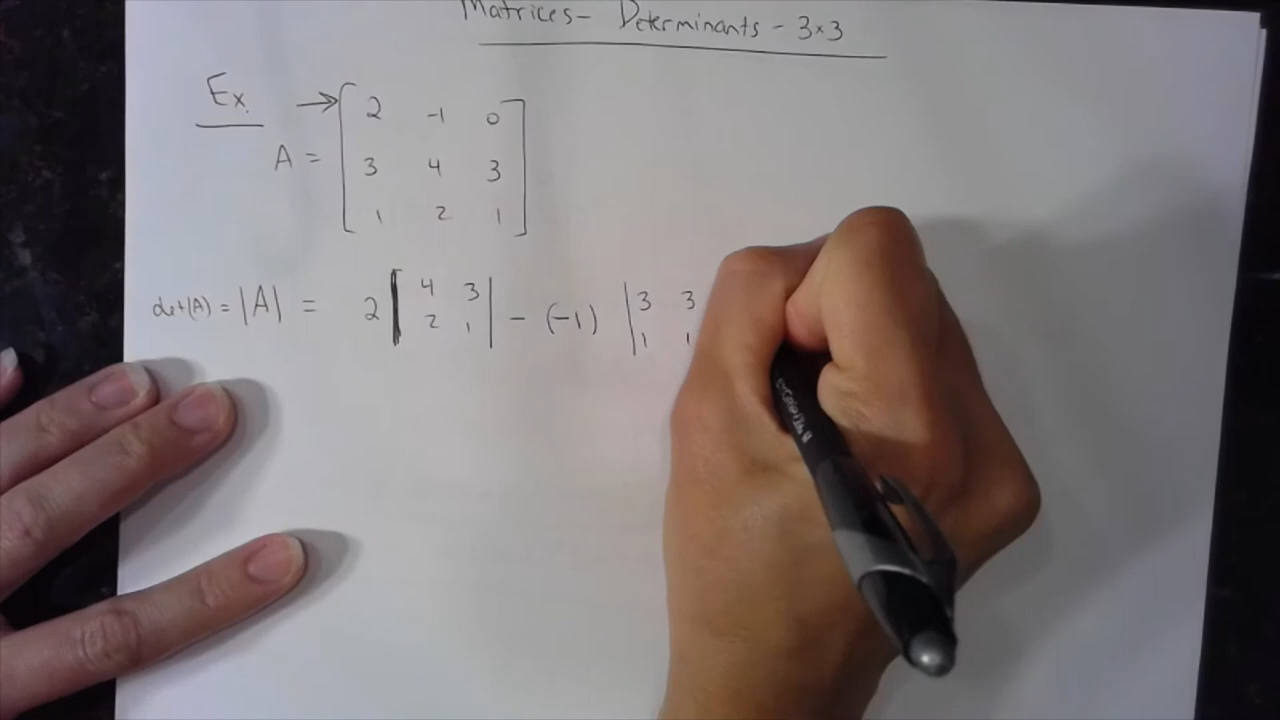 Matrices - Determinants - 3×3
Ex. →
A = [ 2 -1 0
3 4 3
1 2 1 ]
det(A) = |A| = 2 | 4 3 | - (-1) | 3 3
2 1 1 1